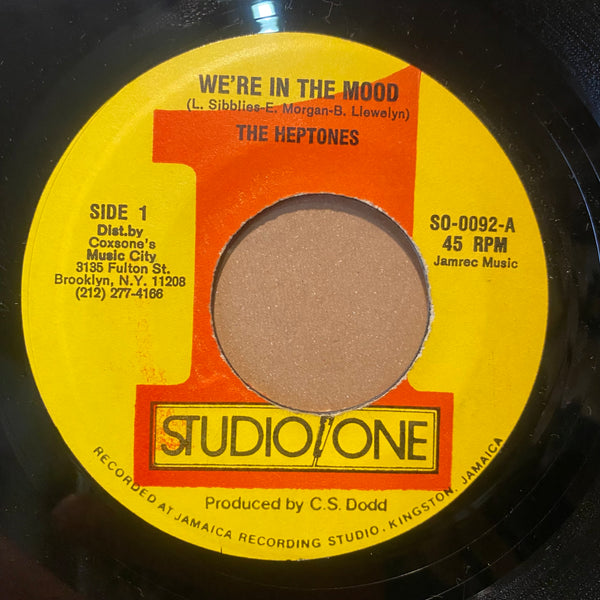 WE'RE IN THE MOOD
(L. Sibblies-E. Morgan-B. Llewelyn)
THE HEPTONES
SIDE 1
Dist.by
Coxsone's
Music City
3135 Fulton St.
Brooklyn, N.Y. 11208
(212) 277-4166
SO-0092-A
45 RPM
Jamrec Music
STUDIO ONE
Produced by C.S. Dodd
RECORDED AT JAMAICA RECORDING STUDIO, KINGSTON, JAMAICA